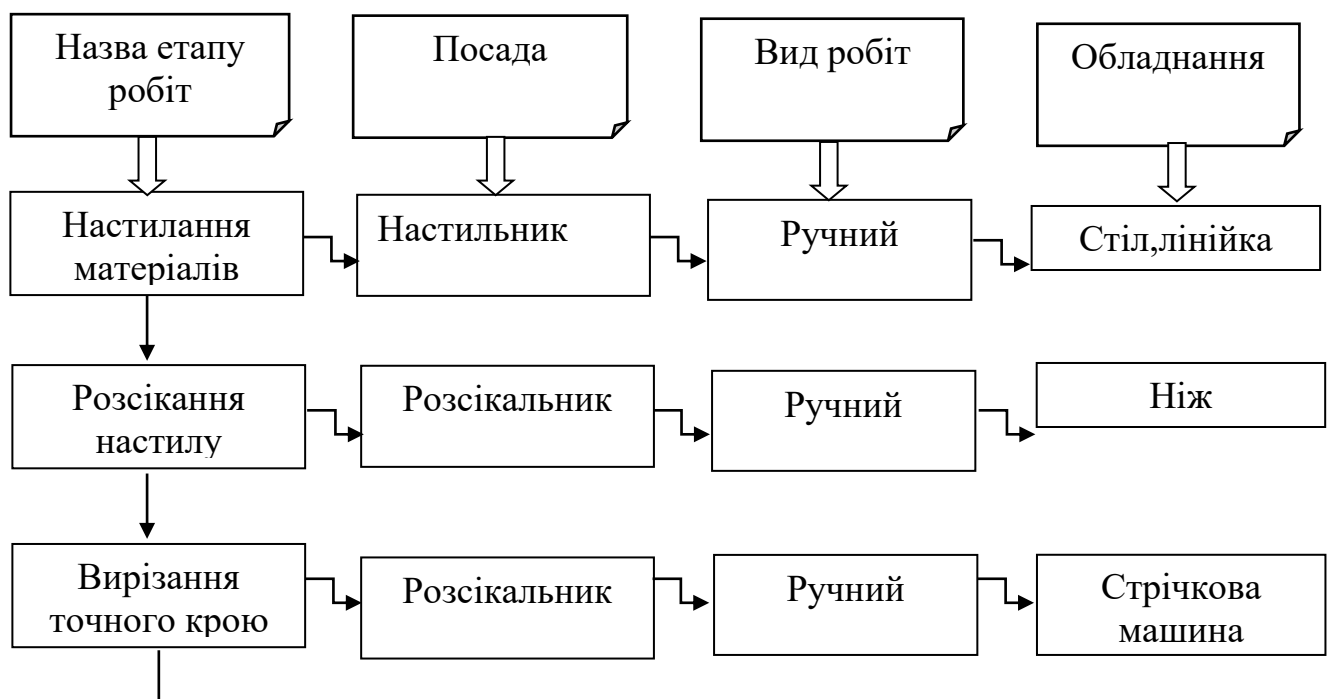 Назва етапу
робіт
Посада
Вид робіт
Обладнання
Настилання
матеріалів
Настильник
Ручний
Стіл,лінійка
Розсікання
настилу
Розсікальник
Ручний
Ніж
Вирізання
точного крою
Розсікальник
Ручний
Стрічкова
машина